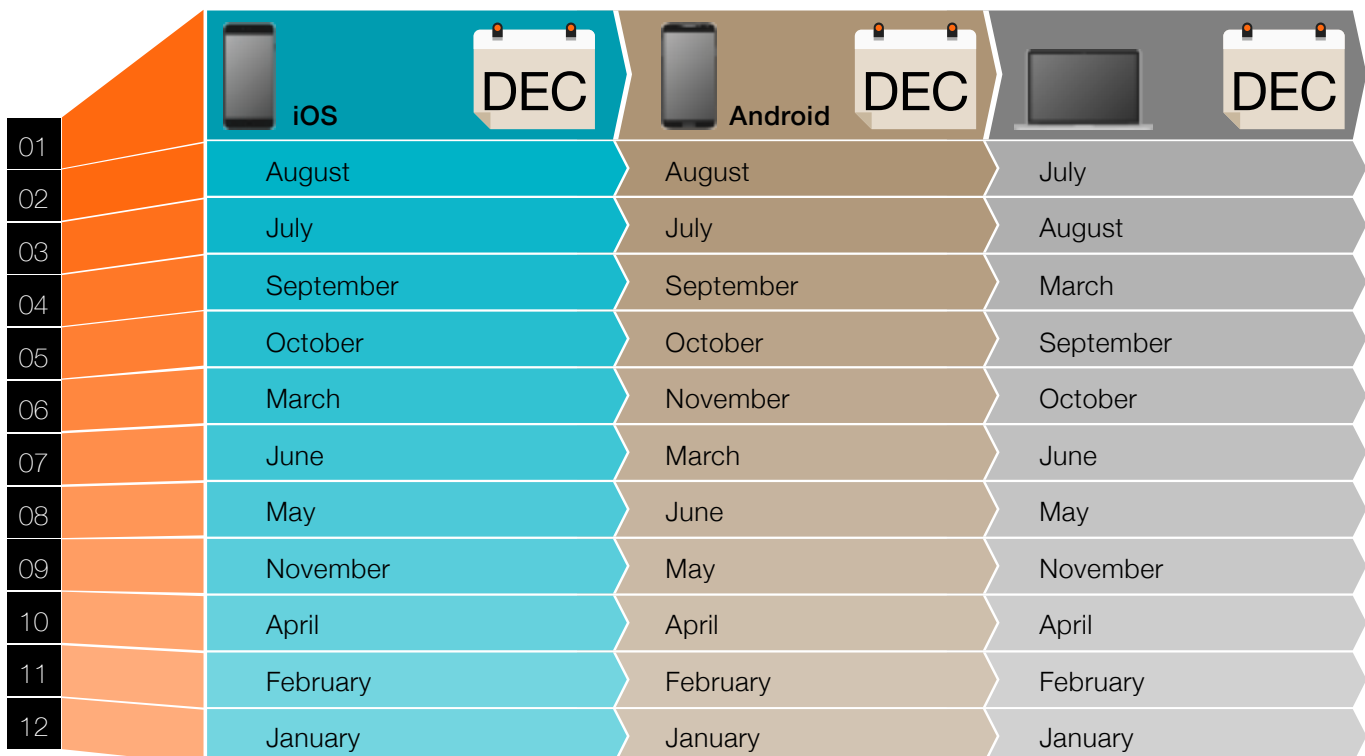 DEC DEC DEC
iOS Android
01
August August July
02
July July August
03
September September March
04
October October September
05
March November October
06
June March June
07
May June May
08
November May November
09
April April April
10
February February February
11
January January January
12